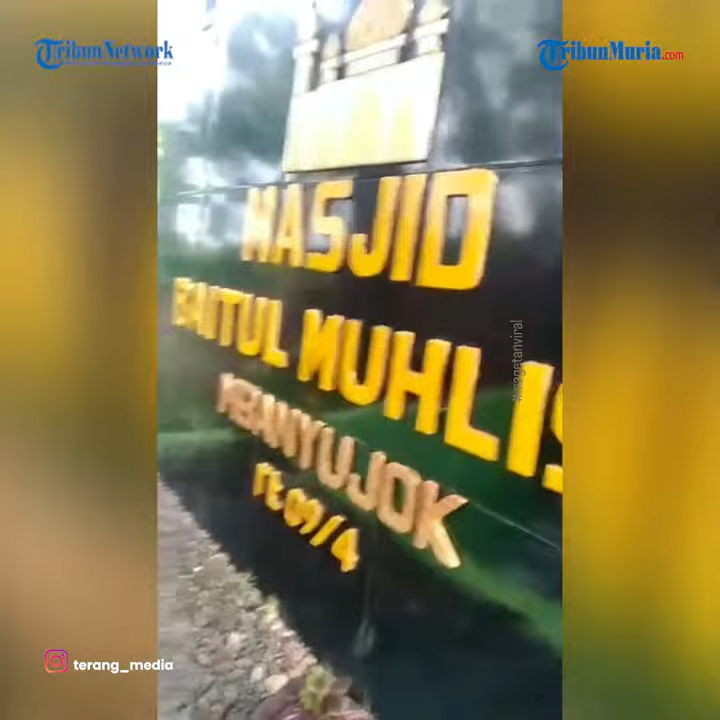 TribunNetwork
TribunMuria.com
MASJID
BAITUL MUHLIS
MBANYUJOK
rt.09/4
terang_media